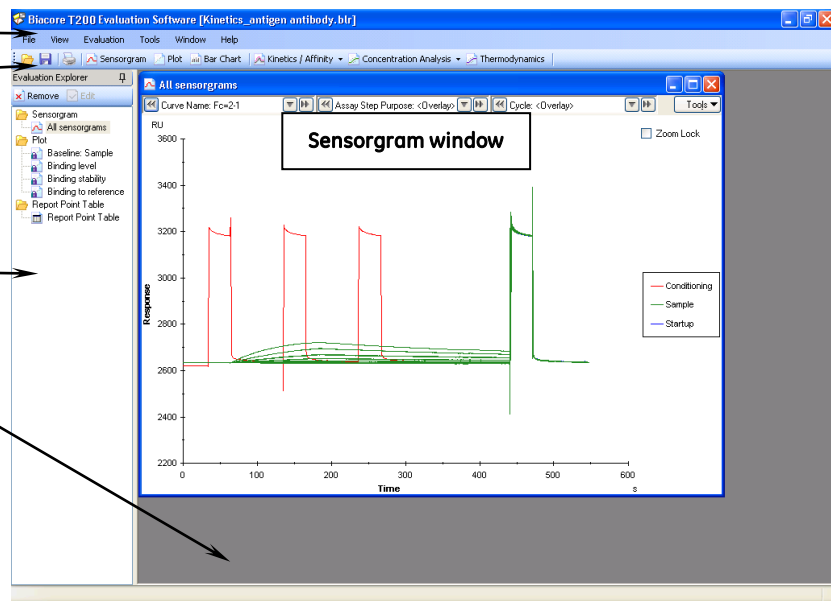 Biacore T200 Evaluation Software [Kinetics_antigen antibody.blr]
File View Evaluation Tools Window Help
Sensorgram Plot Bar Chart Kinetics / Affinity Concentration Analysis Thermodynamics
Evaluation Explorer
Remove Edit
Sensorgram
All sensorgrams
Plot
Baseline: Sample
Binding level
Binding stability
Binding to reference
Report Point Table
Report Point Table
All sensorgrams
Curve Name: Fc=2-1 Assay Step Purpose: <Overlay> Cycle: <Overlay> Tools
Sensorgram window
Zoom Lock
RU
3600
3400
3200
3000
2800
2600
2400
2200
Response
0 100 200 300 400 500 600
Time s
Conditioning
Sample
Startup